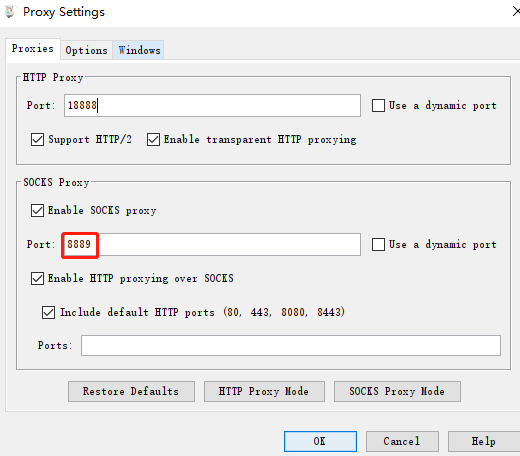 Proxy Settings
Proxies Options Windows
HTTP Proxy
Port: 18888 Use a dynamic port
Support HTTP/2 Enable transparent HTTP proxying
SOCKS Proxy
Enable SOCKS proxy
Port: 8889 Use a dynamic port
Enable HTTP proxying over SOCKS
Include default HTTP ports (80, 443, 8080, 8443)
Ports:
Restore Defaults HTTP Proxy Mode SOCKS Proxy Mode
OK Cancel Help